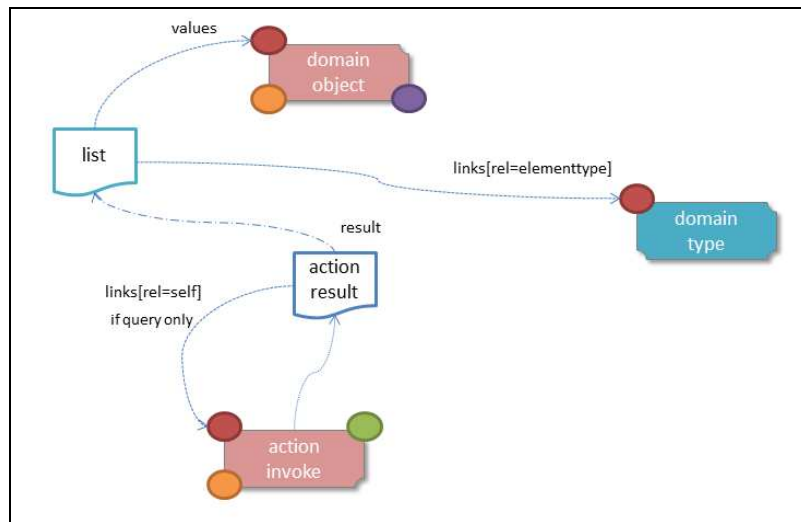 values
domain
object
list
links[rel=elementtype]
domain
type
result
action
result
links[rel=self]
if query only
action
invoke